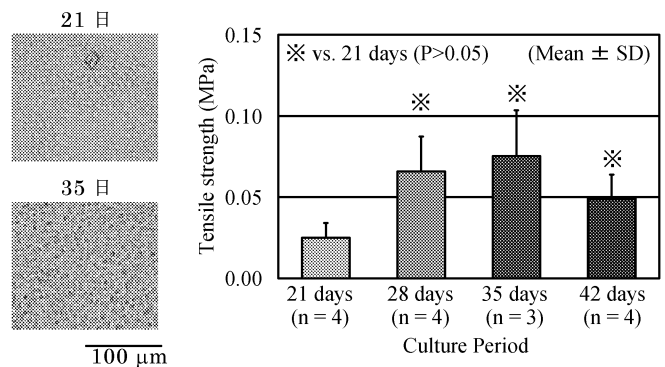 21 日
35 日
100 µm
0.15
0.10
0.05
0.00
Tensile strength (MPa)
※ vs. 21 days (P>0.05)
(Mean ± SD)
※
※
※
21 days
(n = 4)
28 days
(n = 4)
35 days
(n = 3)
42 days
(n = 4)
Culture Period